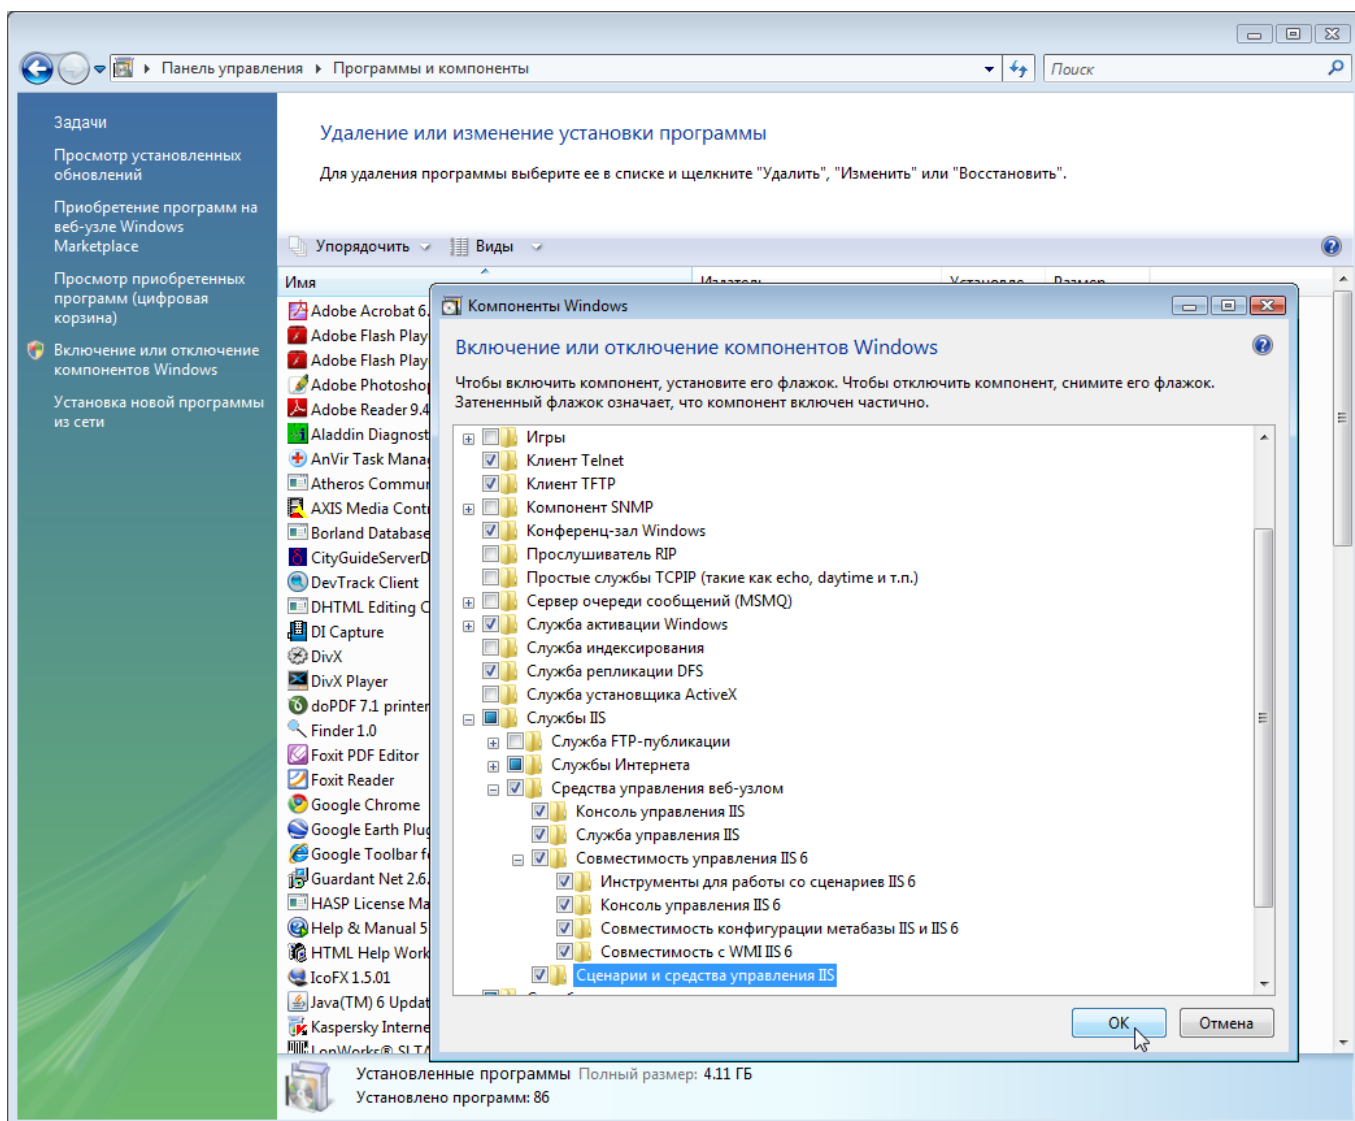 Панель управления
Программы и компоненты
Поиск
Задачи
Просмотр установленных
обновлений
Приобретение программ на
веб-узле Windows
Marketplace
Просмотр приобретенных
программ (цифровая
корзина)
Включение или отключение
компонентов Windows
Установка новой программы
из сети
Удаление или изменение установки программы
Для удаления программы выберите ее в списке и щелкните "Удалить", "Изменить" или "Восстановить".
Упорядочить
Виды
Имя
Издатель
Установле
Размер
Adobe Acrobat 6.
Adobe Flash Play
Adobe Flash Play
Adobe Photosho
Adobe Reader 9.4
Aladdin Diagnost
AnVir Task Mana
Atheros Commu
AXIS Media Cont
Borland Database
CityGuideServerD
DevTrack Client
DHTML Editing C
DI Capture
DivX
DivX Player
doPDF 7.1 printer
Finder 1.0
Foxit PDF Editor
Foxit Reader
Google Chrome
Google Earth Plug
Google Toolbar f
Guardant Net 2.6.
HASP License Ma
Help & Manual 5
HTML Help Work
IcoFX 1.5.01
Java(TM) 6 Updat
Kaspersky Interne
LonWorks® SLTA
Компоненты Windows
Включение или отключение компонентов Windows
Чтобы включить компонент, установите его флажок. Чтобы отключить компонент, снимите его флажок.
Затененный флажок означает, что компонент включен частично.
Игры
Клиент Telnet
Клиент TFTP
Компонент SNMP
Конференц-зал Windows
Прослушиватель RIP
Простые службы TCPIP (такие как echo, daytime и т.п.)
Сервер очереди сообщений (MSMQ)
Служба активации Windows
Служба индексирования
Служба репликации DFS
Служба установщика ActiveX
Службы IIS
Служба FTP-публикации
Службы Интернета
Средства управления веб-узлом
Консоль управления IIS
Служба управления IIS
Совместимость управления IIS 6
Инструменты для работы со сценариев IIS 6
Консоль управления IIS 6
Совместимость конфигурации метабазы IIS и IIS 6
Совместимость с WMI IIS 6
Сценарии и средства управления IIS
OK
Отмена
Установленные программы Полный размер: 4.11 ГБ
Установлено программ: 86